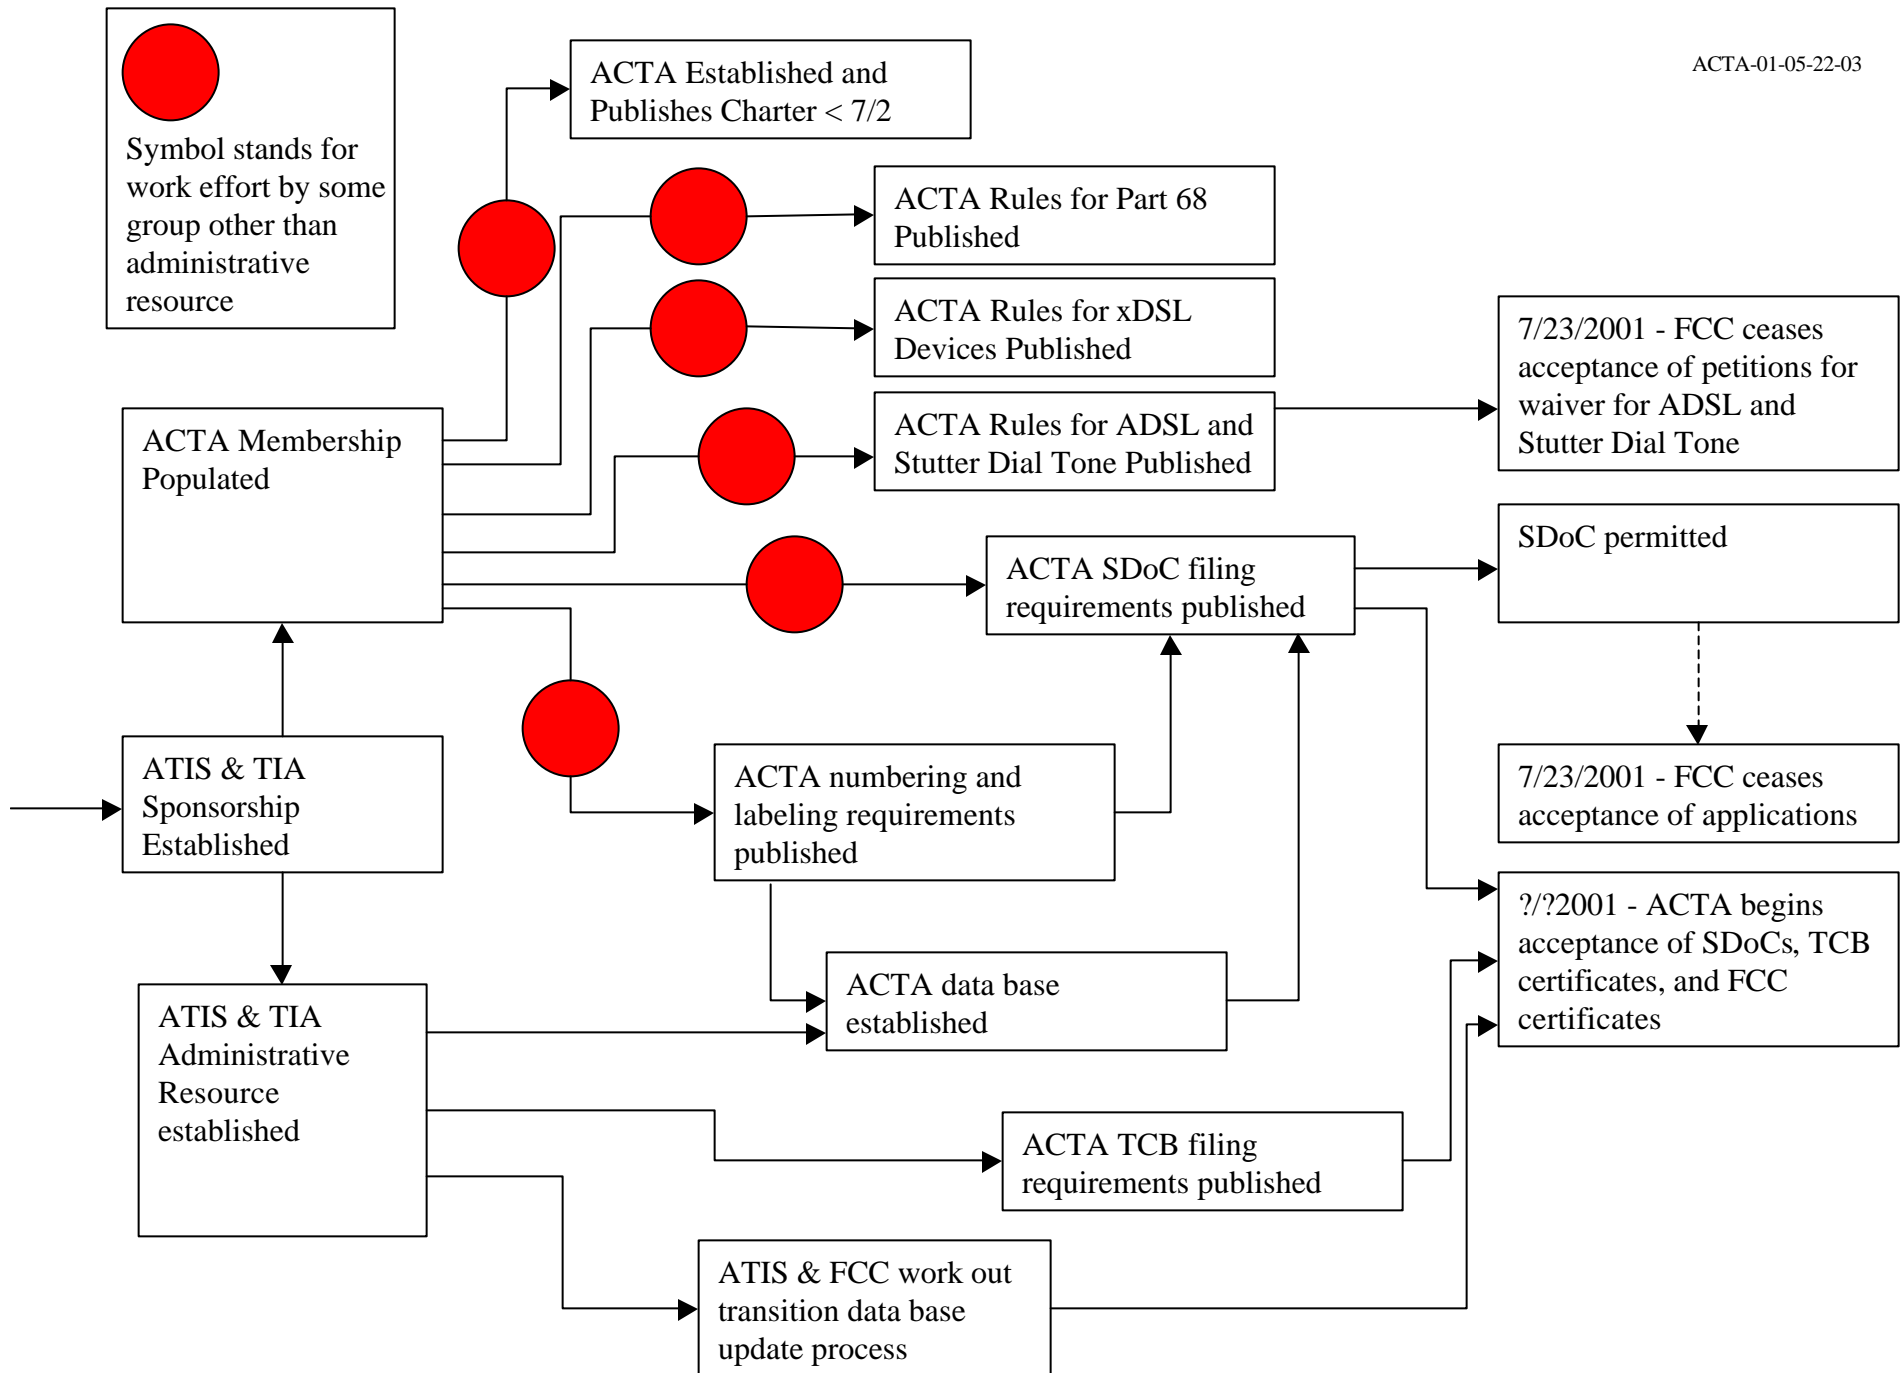 ACTA-01-05-22-03
Symbol stands for
work effort by some
group other than
administrative
resource
ACTA Established and
Publishes Charter < 7/2
ACTA Rules for Part 68
Published
ACTA Rules for xDSL
Devices Published
ACTA Rules for ADSL and
Stutter Dial Tone Published
7/23/2001 - FCC ceases
acceptance of petitions for
waiver for ADSL and
Stutter Dial Tone
ACTA Membership
Populated
ACTA SDoC filing
requirements published
SDoC permitted
ATIS & TIA
Sponsorship
Established
ACTA numbering and
labeling requirements
published
7/23/2001 - FCC ceases
acceptance of applications
?/?2001 - ACTA begins
acceptance of SDoCs, TCB
certificates, and FCC
certificates
ACTA data base
established
ATIS & TIA
Administrative
Resource
established
ACTA TCB filing
requirements published
ATIS & FCC work out
transition data base
update process